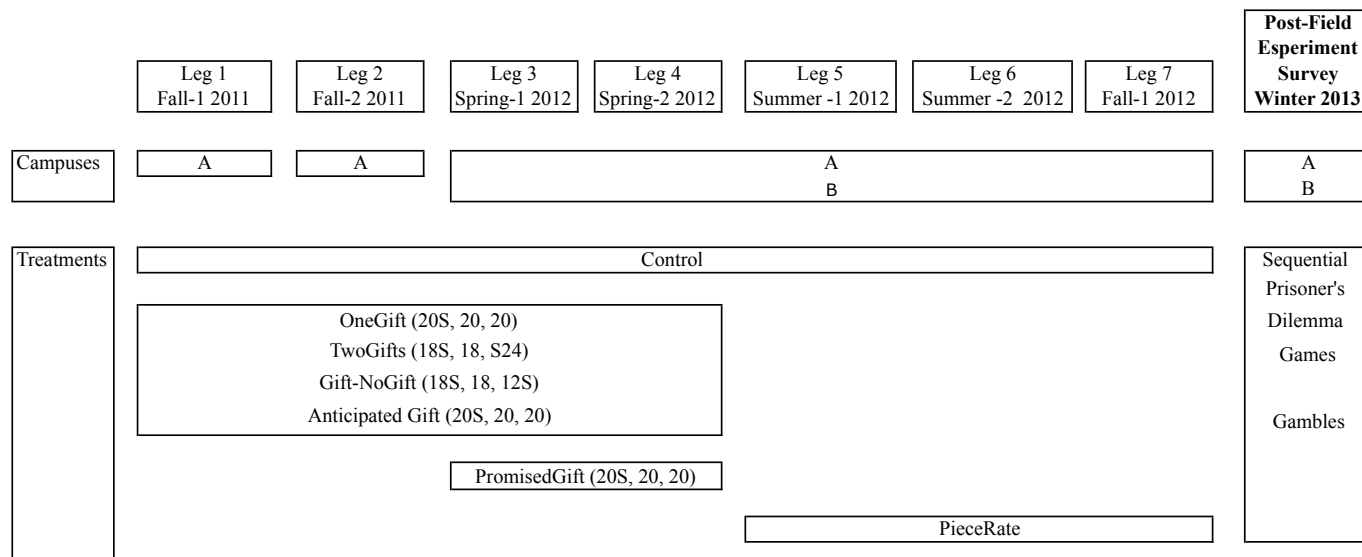 Post-Field
Esperiment
Survey
Winter 2013
Leg 1
Fall-1 2011
Leg 2
Fall-2 2011
Leg 3
Spring-1 2012
Leg 4
Spring-2 2012
Leg 5
Summer -1 2012
Leg 6
Summer -2 2012
Leg 7
Fall-1 2012
Campuses
A
A
A
B
A
B
Treatments
Control
OneGift (20S, 20, 20)
TwoGifts (18S, 18, S24)
Gift-NoGift (18S, 18, 12S)
Anticipated Gift (20S, 20, 20)
PromisedGift (20S, 20, 20)
PieceRate
Sequential
Prisoner's
Dilemma
Games
Gambles